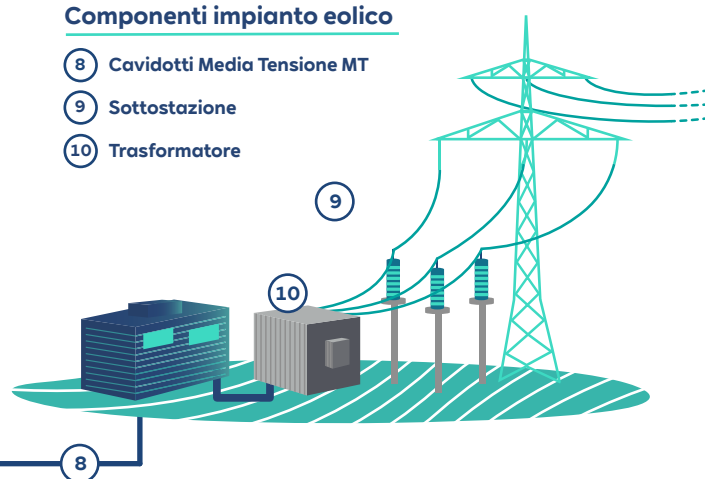 Componenti impianto eolico
8 Cavidotti Media Tensione MT
9 Sottostazione
10 Trasformatore
9
10
8